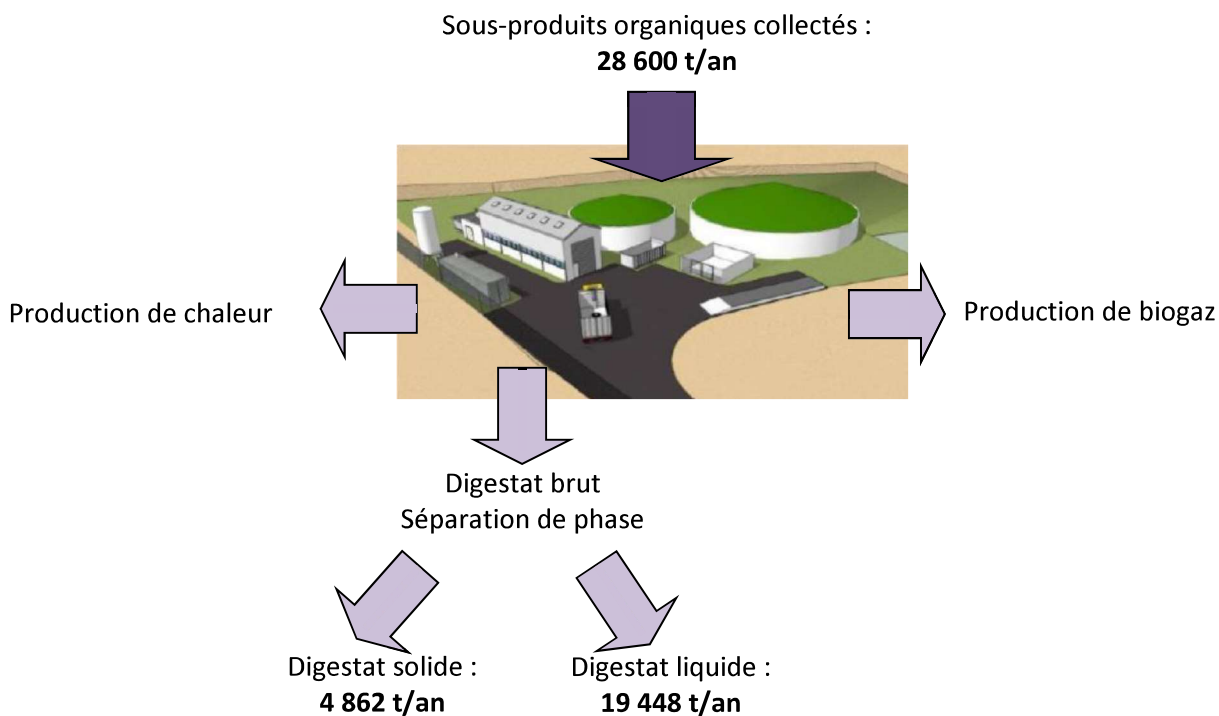 Sous-produits organiques collectés :
28 600 t/an
Production de chaleur
Production de biogaz
Digestat brut
Séparation de phase
Digestat solide :
4 862 t/an
Digestat liquide :
19 448 t/an